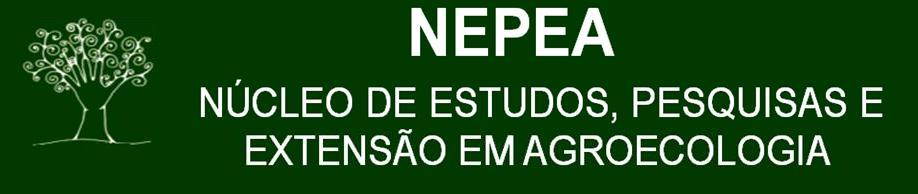 NEPEA
NÚCLEO DE ESTUDOS, PESQUISAS E
EXTENSÃO EM AGROECOLOGIA